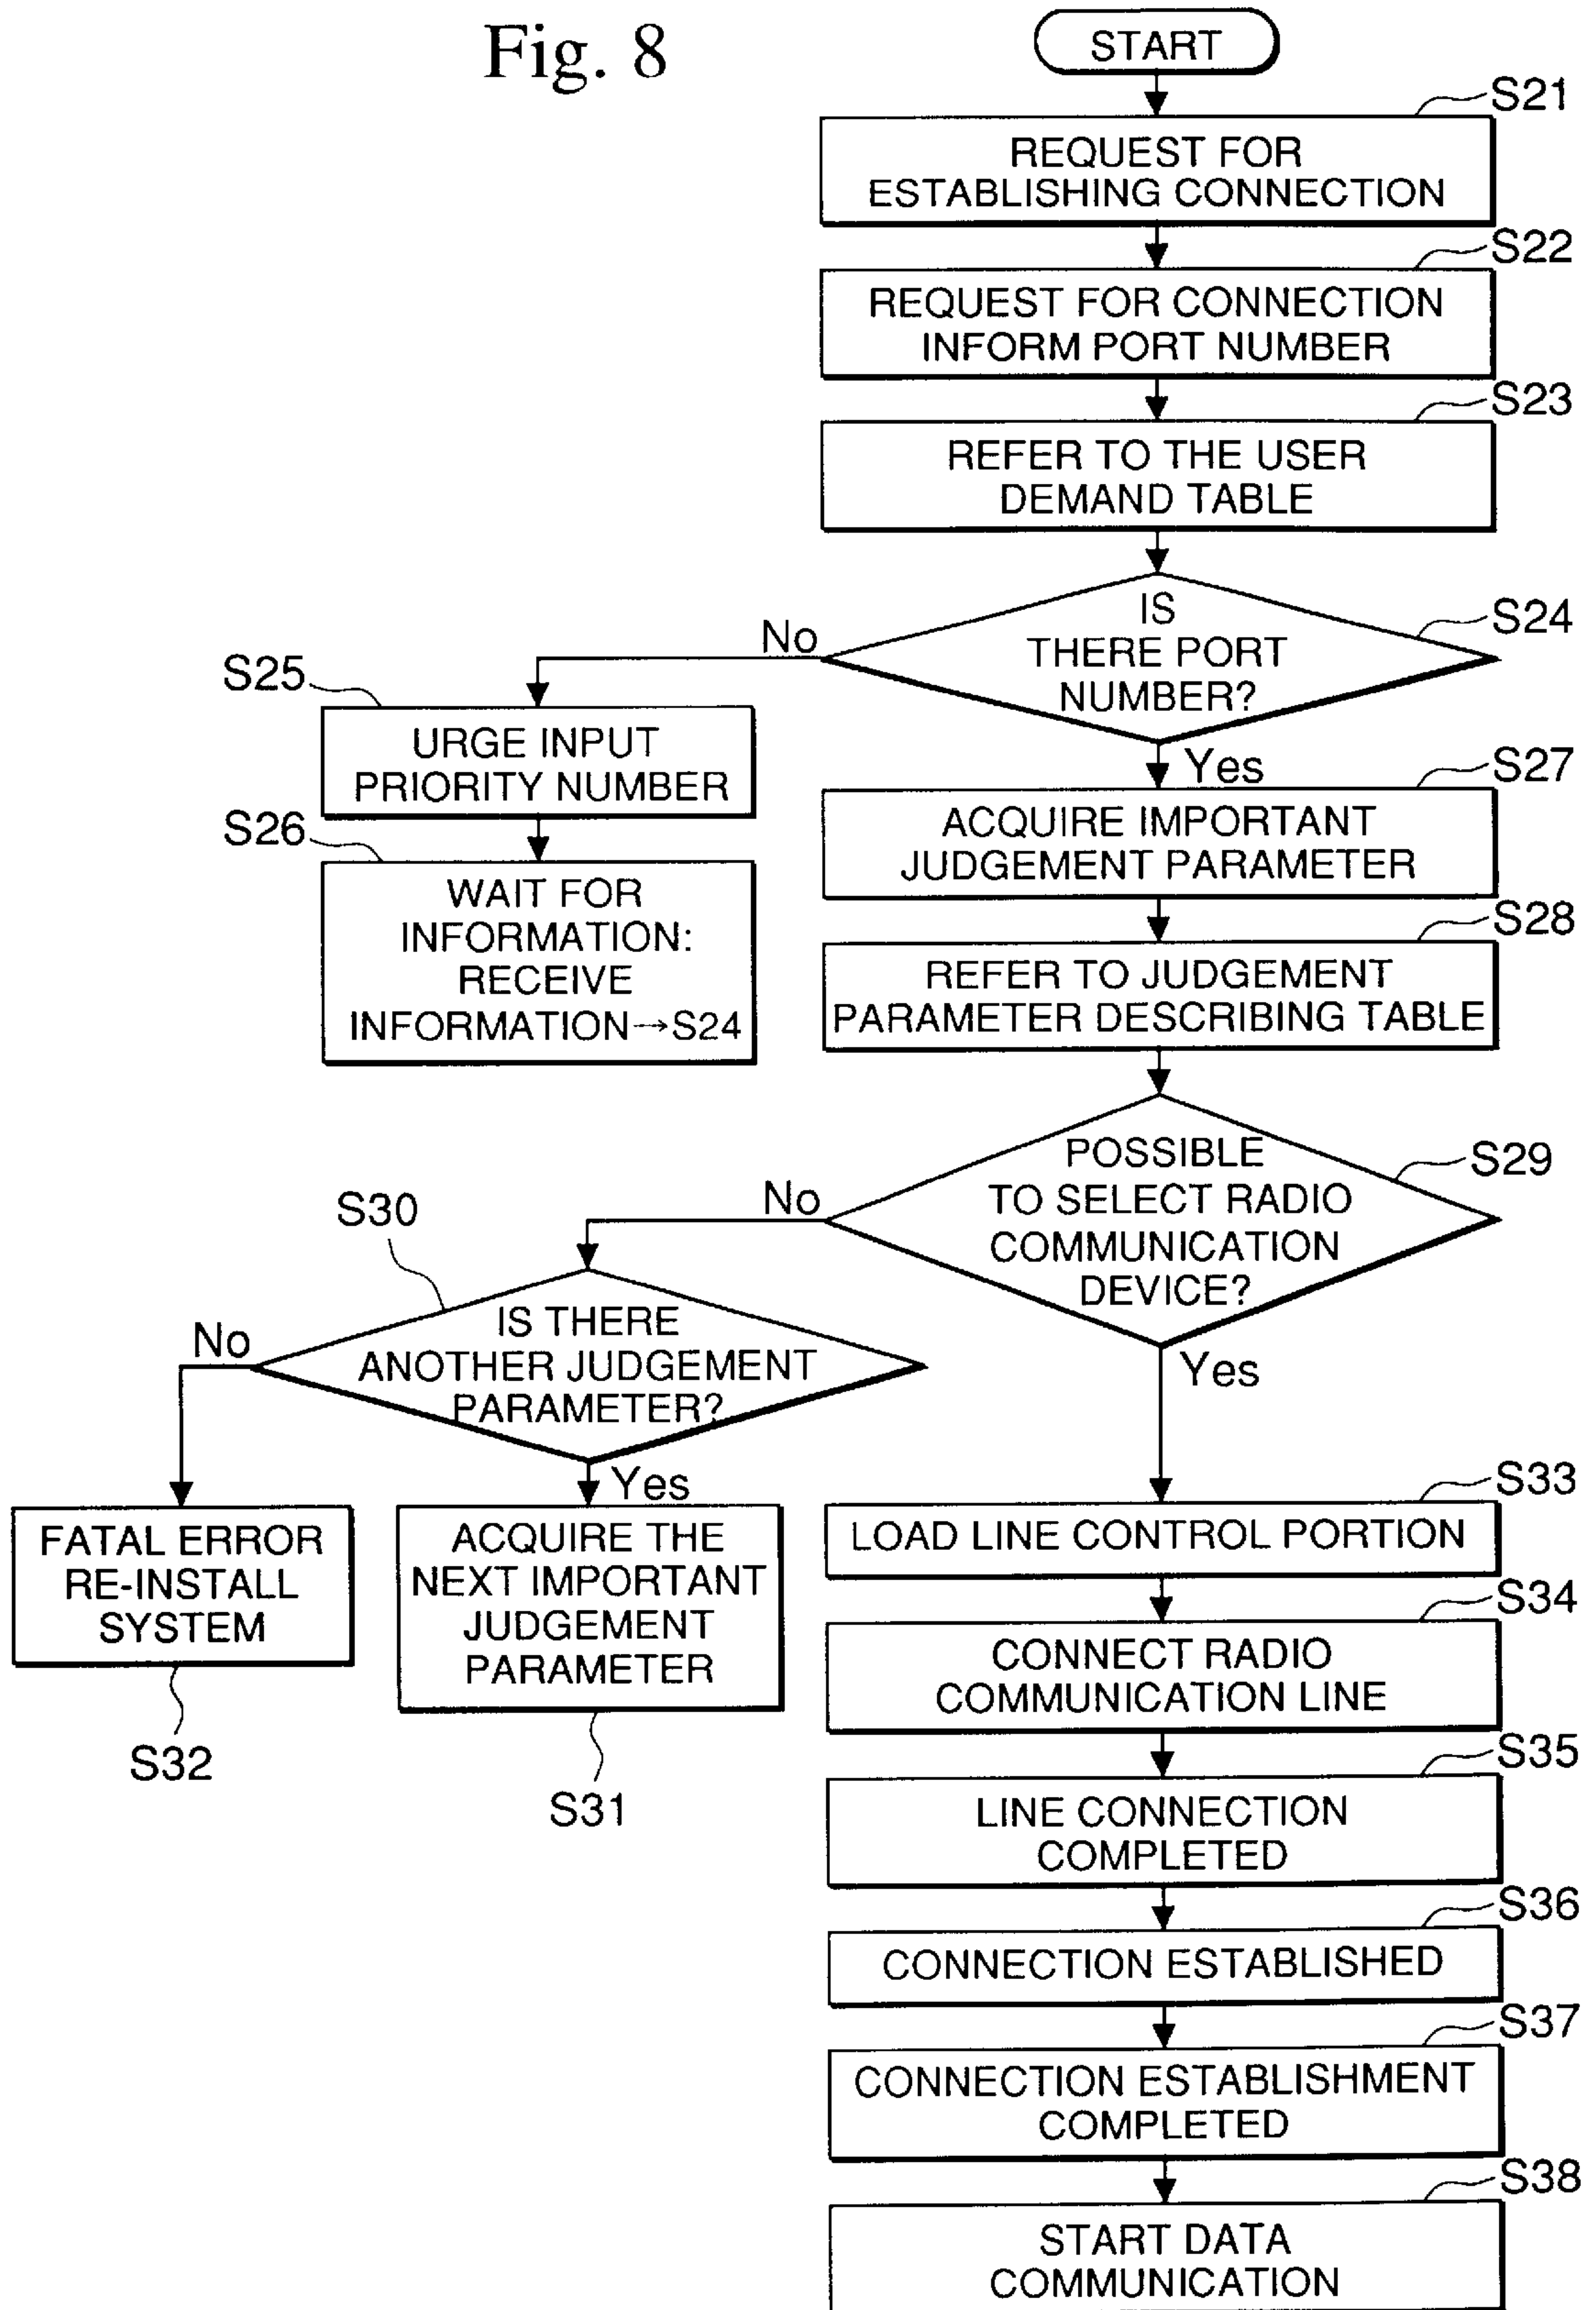 Fig. 8
START
S21
REQUEST FOR
ESTABLISHING CONNECTION
S22
REQUEST FOR CONNECTION
INFORM PORT NUMBER
S23
REFER TO THE USER
DEMAND TABLE
S24
IS
THERE PORT
NUMBER?
No
S25
URGE INPUT
PRIORITY NUMBER
S26
WAIT FOR
INFORMATION:
RECEIVE
INFORMATION→S24
Yes
S27
ACQUIRE IMPORTANT
JUDGEMENT PARAMETER
S28
REFER TO JUDGEMENT
PARAMETER DESCRIBING TABLE
S29
POSSIBLE
TO SELECT RADIO
COMMUNICATION
DEVICE?
No
S30
IS THERE
ANOTHER JUDGEMENT
PARAMETER?
No
FATAL ERROR
RE-INSTALL
SYSTEM
S32
Yes
ACQUIRE THE
NEXT IMPORTANT
JUDGEMENT
PARAMETER
S31
Yes
S33
LOAD LINE CONTROL PORTION
S34
CONNECT RADIO
COMMUNICATION LINE
S35
LINE CONNECTION
COMPLETED
S36
CONNECTION ESTABLISHED
S37
CONNECTION ESTABLISHMENT
COMPLETED
S38
START DATA
COMMUNICATION